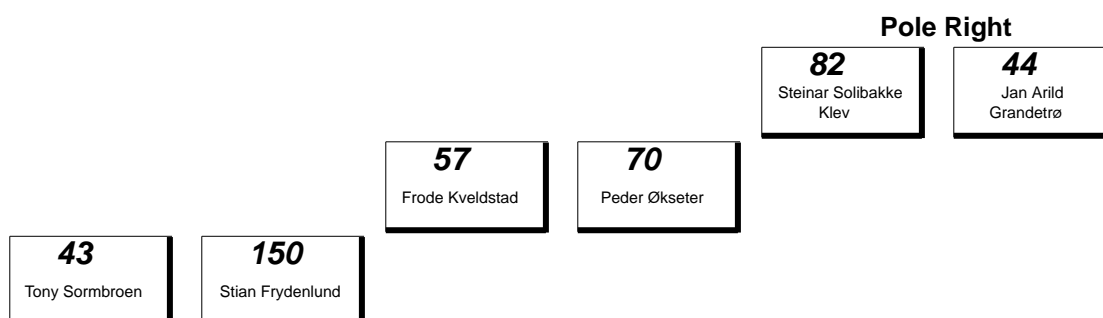 Pole Right
82
Steinar Solibakke
Klev
44
Jan Arild
Grandetrø
57
Frode Kveldstad
70
Peder Økseter
43
Tony Sormbroen
150
Stian Frydenlund